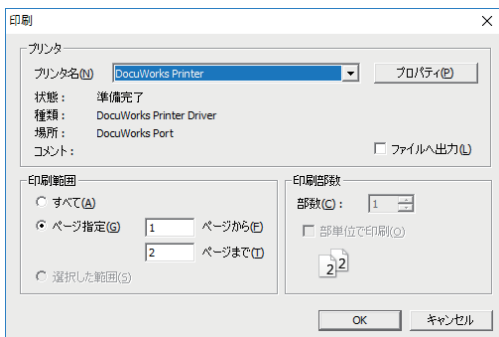 印刷
プリンタ
プリンタ名(N) DocuWorks Printer プロパティ(P)
状態： 準備完了
種類： DocuWorks Printer Driver
場所： DocuWorks Port
コメント： ファイルへ出力(L)
印刷範囲
すべて(A)
ページ指定(G) 1 ページから(F)
2 ページまで(T)
選択した範囲(S)
印刷部数
部数(C)： 1
部単位で印刷(O)
2 2
OK キャンセル